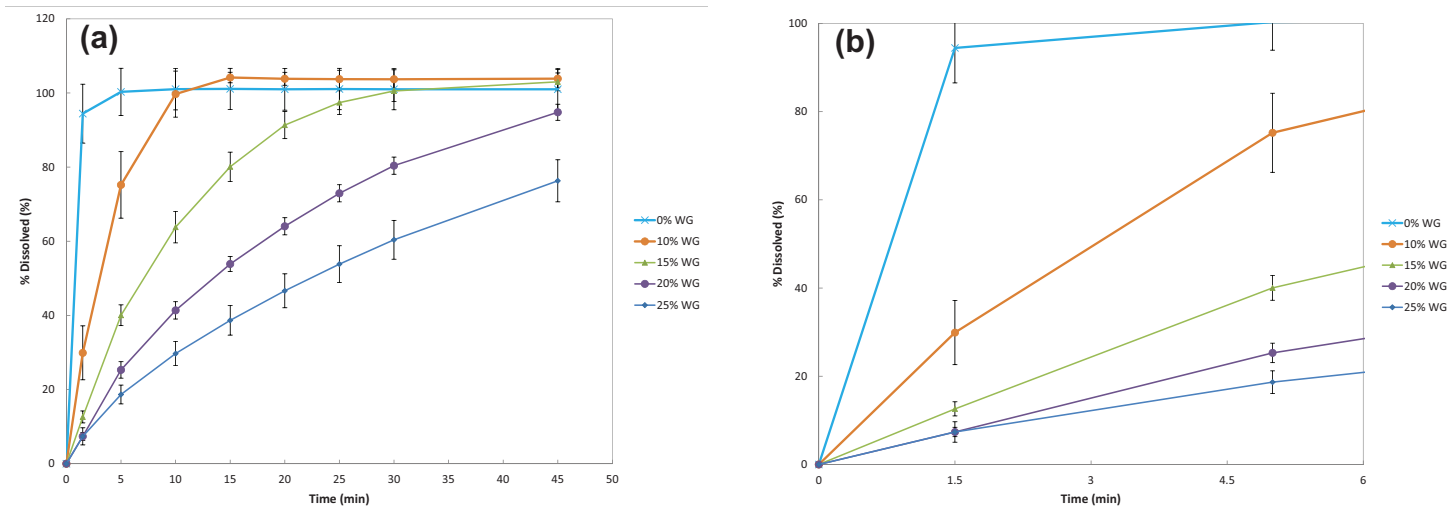 (a)
120
100
80
60
40
20
0
% Dissolved (%)
0 5 10 15 20 25 30 35 40 45 50
Time (min)
0% WG
10% WG
15% WG
20% WG
25% WG
(b)
100
80
60
40
20
0
% Dissolved (%)
0 1.5 3 4.5 6
Time (min)
0% WG
10% WG
15% WG
20% WG
25% WG